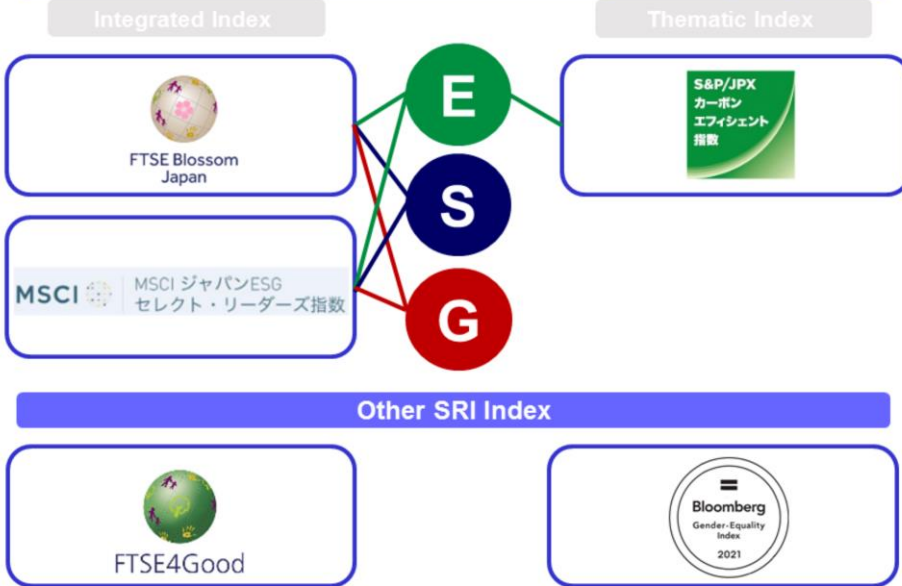 Integrated Index
Thematic Index
FTSE Blossom
Japan
E
S
G
S&P/JPX
カーボン
エフィシェント
指数
MSCI
MSCI ジャパンESG
セレクト・リーダーズ指数
Other SRI Index
FTSE4Good
Bloomberg
Gender-Equality
Index
2021